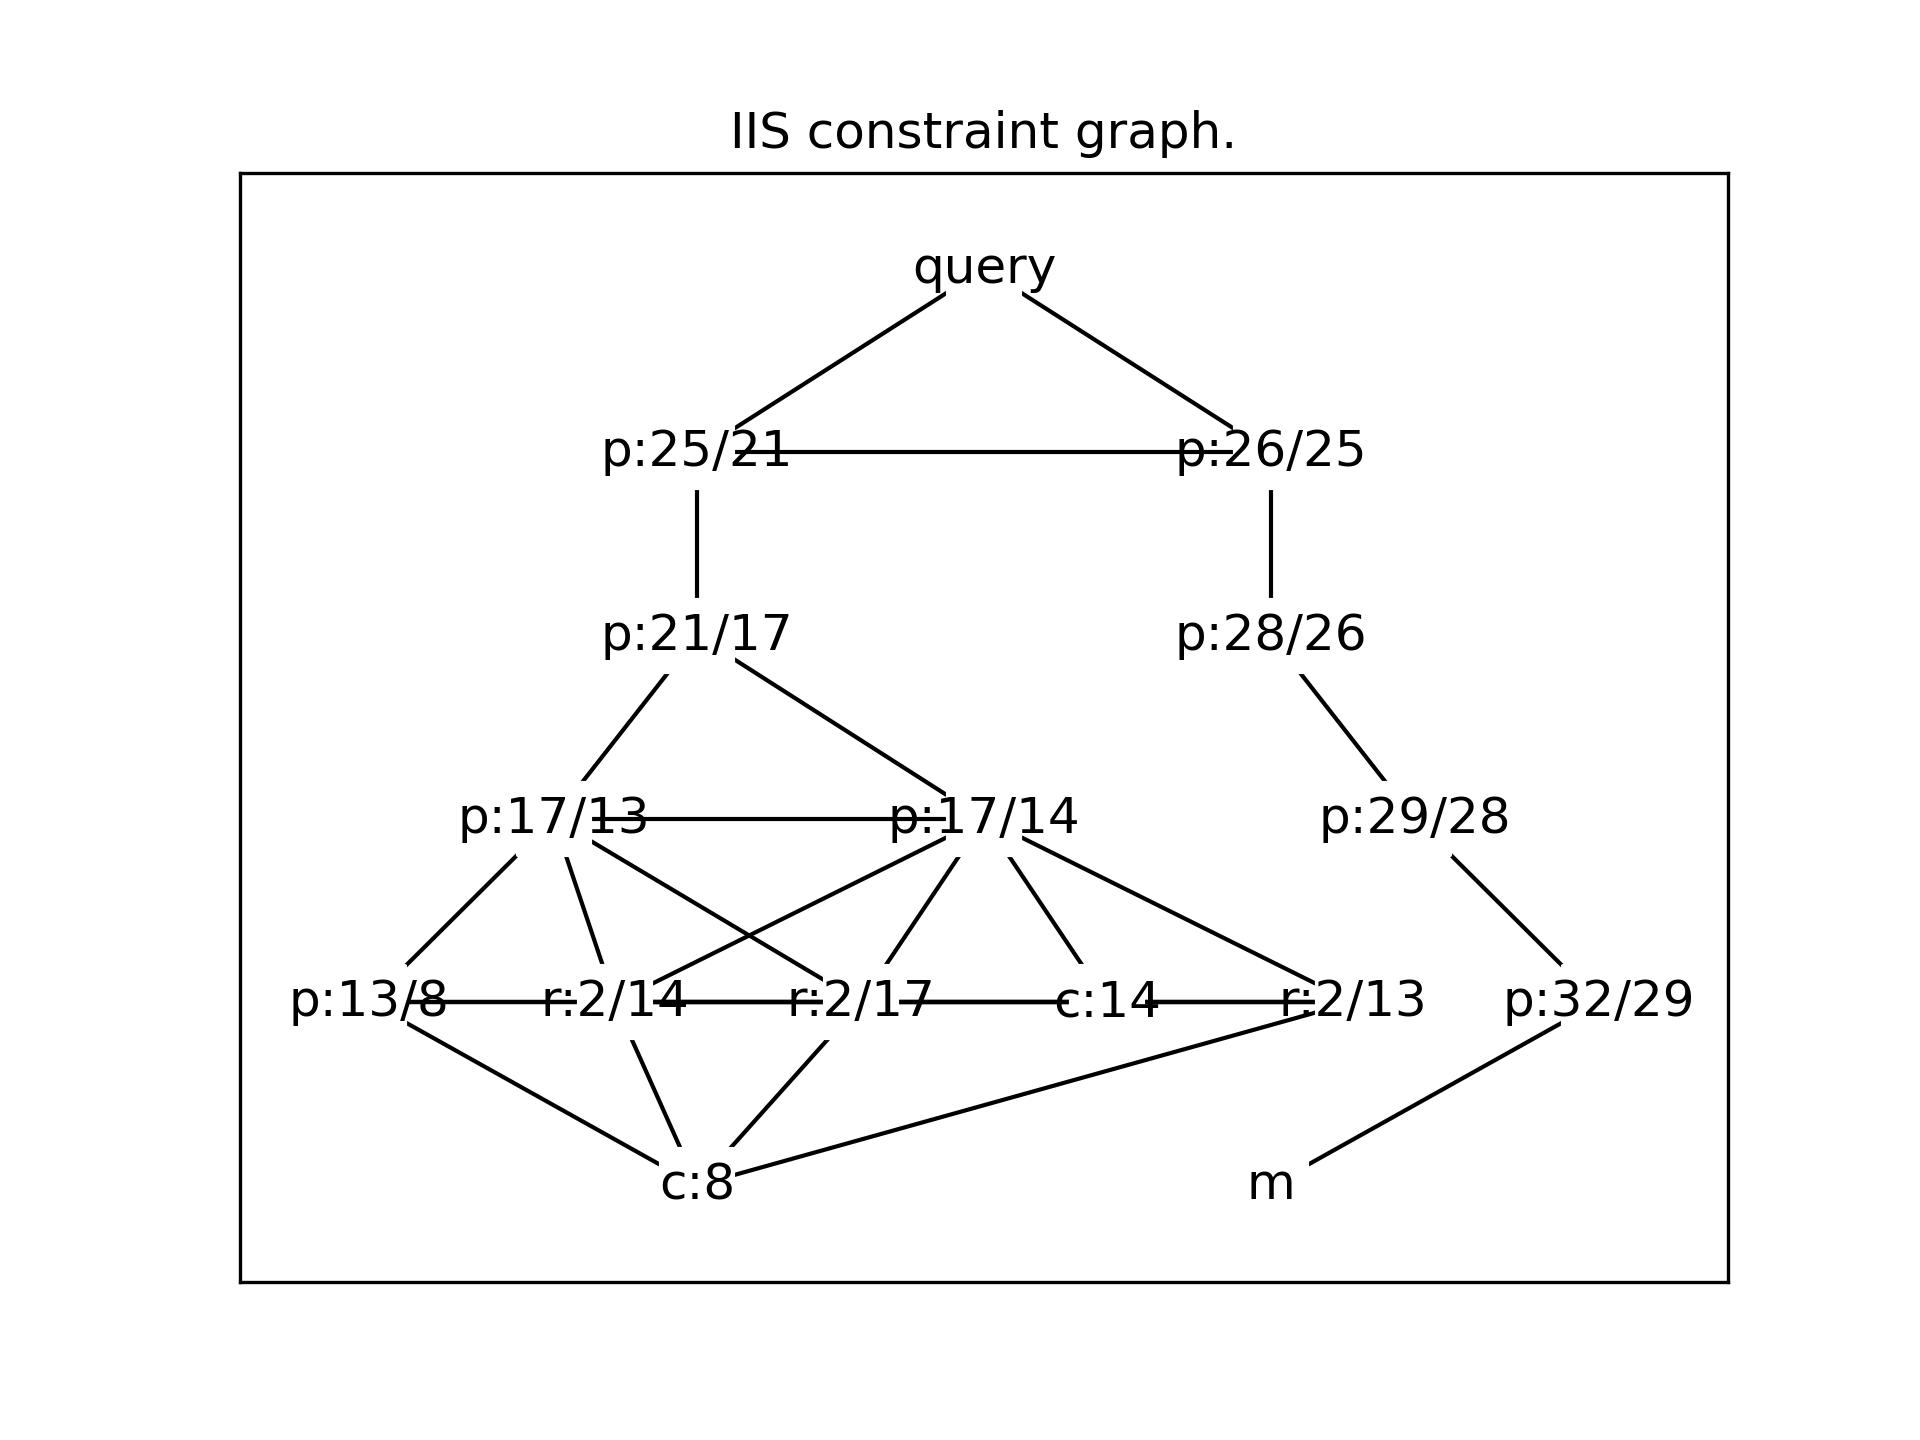 IIS constraint graph.
query
p:25/21 p:26/25
p:21/17 p:28/26
p:17/13 p:17/14 p:29/28
p:13/8 r:2/14 r:2/17 c:14 r:2/13 p:32/29
c:8 m